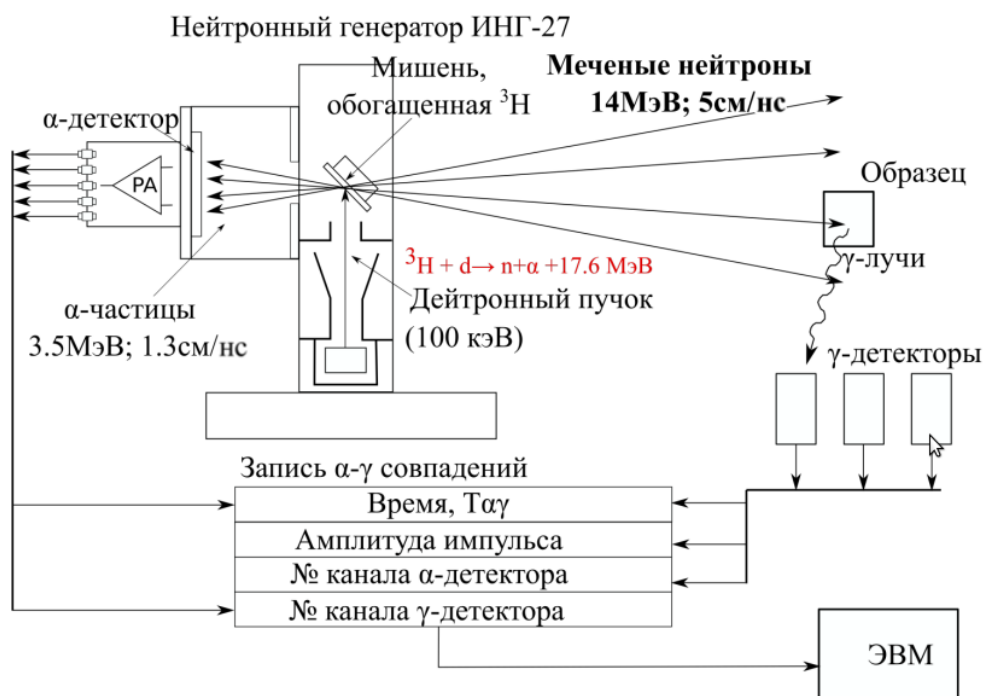 Нейтронный генератор ИНГ-27
Мишень,
обогащенная ³H
Меченые нейтроны
14МэВ; 5см/нс
α-детектор
PA
Образец
γ-лучи
³H + d→ n+α +17.6 МэВ
Дейтронный пучок
(100 кэВ)
α-частицы
3.5МэВ; 1.3см/нс
γ-детекторы
Запись α-γ совпадений
Время, Tαγ
Амплитуда импульса
№ канала α-детектора
№ канала γ-детектора
ЭВМ